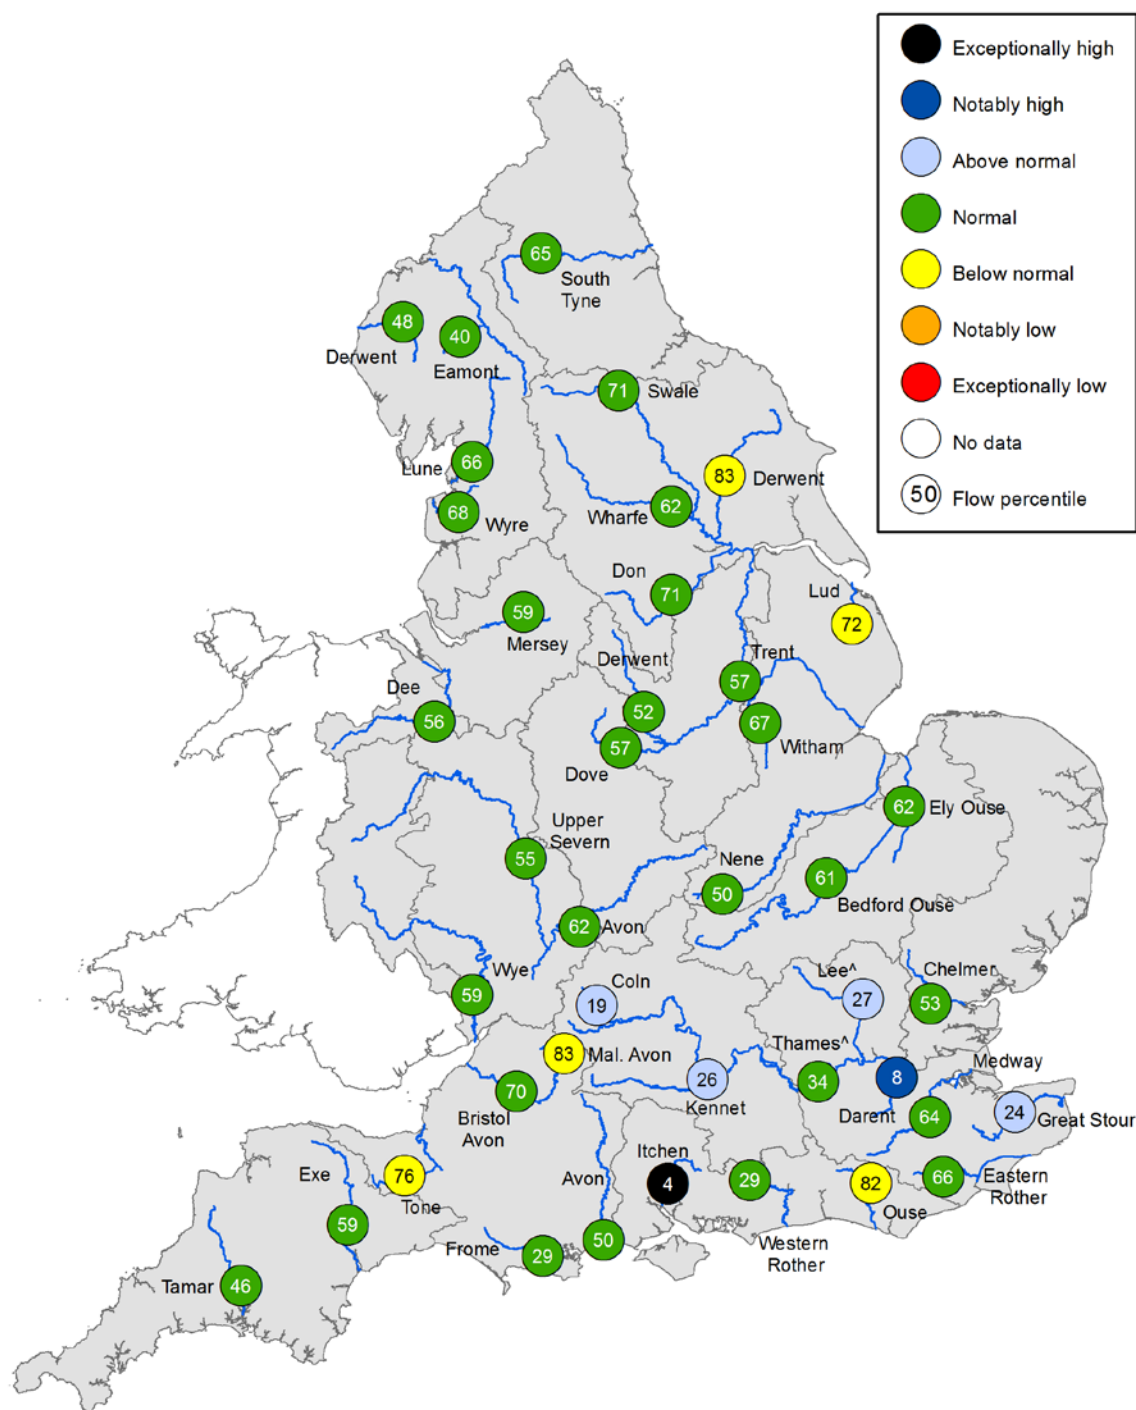 Exceptionally high
Notably high
Above normal
Normal
Below normal
Notably low
Exceptionally low
No data
50 Flow percentile
65
South
Tyne
48
Derwent
40
Eamont
71
Swale
Lune
66
83
Derwent
68
Wyre
Wharfe
62
Don
71
Lud
72
59
Mersey
Derwent
Trent
57
Dee
56
52
67
Witham
57
Dove
62
Ely Ouse
Upper
Severn
55
Nene
50
61
Bedford Ouse
62
Avon
Wye
59
Coln
19
Lee^
27
Chelmer
53
83
Mal. Avon
Thames^
34
8
Darent
Medway
64
26
Kennet
24
Great Stour
70
Bristol
Avon
Itchen
4
29
Western
Rother
82
Ouse
66
Eastern
Rother
Exe
59
76
Tone
Avon
50
Frome
29
Tamar
46